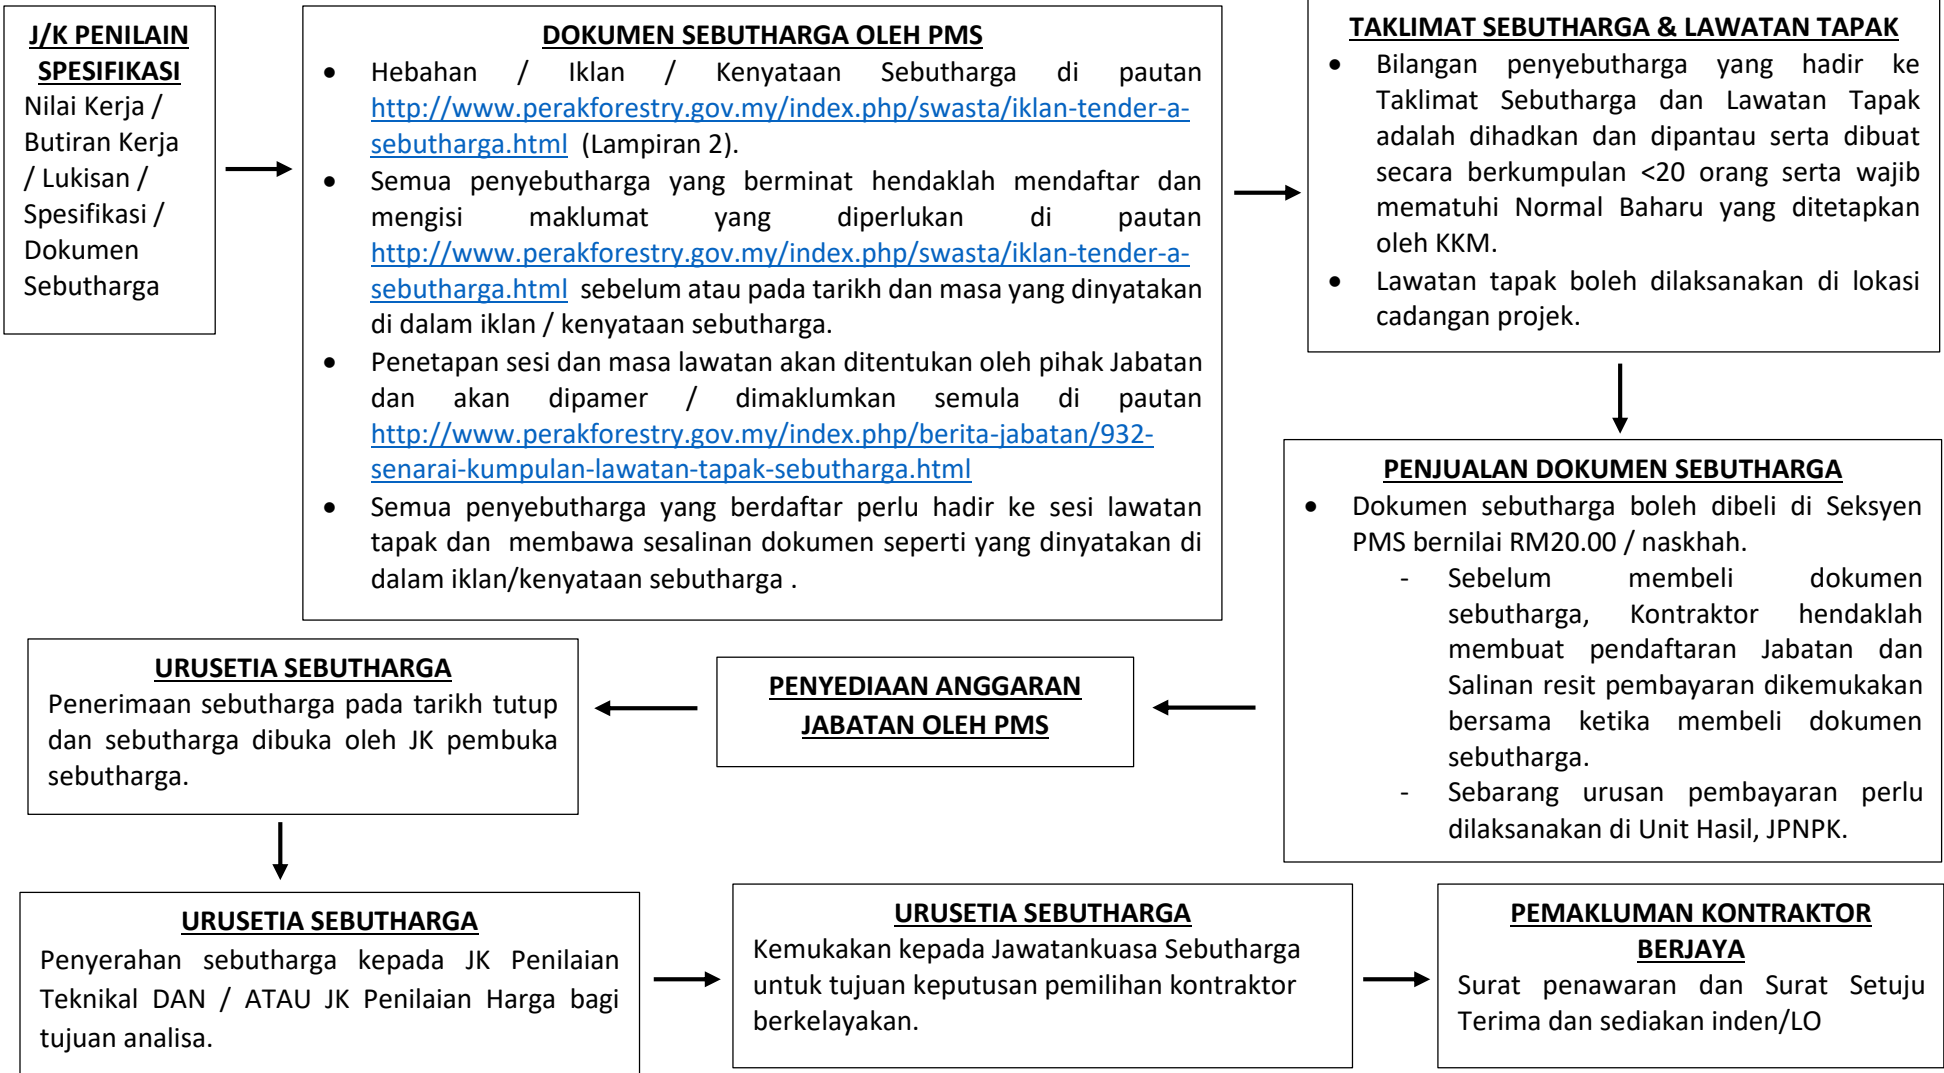 J/K PENILAIN
SPESIFIKASI
Nilai Kerja /
Butiran Kerja
/ Lukisan /
Spesifikasi /
Dokumen
Sebutharga
DOKUMEN SEBUTHARGA OLEH PMS
• Hebahan / Iklan / Kenyataan Sebutharga di pautan
http://www.perakforestry.gov.my/index.php/swasta/iklan-tender-a-
sebutharga.html (Lampiran 2).
• Semua penyebutharga yang berminat hendaklah mendaftar dan
mengisi maklumat yang diperlukan di pautan
http://www.perakforestry.gov.my/index.php/swasta/iklan-tender-a-
sebutharga.html sebelum atau pada tarikh dan masa yang dinyatakan
di dalam iklan / kenyataan sebutharga.
• Penetapan sesi dan masa lawatan akan ditentukan oleh pihak Jabatan
dan akan dipamer / dimaklumkan semula di pautan
http://www.perakforestry.gov.my/index.php/berita-jabatan/932-
senarai-kumpulan-lawatan-tapak-sebutharga.html
• Semua penyebutharga yang berdaftar perlu hadir ke sesi lawatan
tapak dan membawa sesalinan dokumen seperti yang dinyatakan di
dalam iklan/kenyataan sebutharga .
TAKLIMAT SEBUTHARGA & LAWATAN TAPAK
• Bilangan penyebutharga yang hadir ke
Taklimat Sebutharga dan Lawatan Tapak
adalah dihadkan dan dipantau serta dibuat
secara berkumpulan <20 orang serta wajib
mematuhi Normal Baharu yang ditetapkan
oleh KKM.
• Lawatan tapak boleh dilaksanakan di lokasi
cadangan projek.
PENJUALAN DOKUMEN SEBUTHARGA
• Dokumen sebutharga boleh dibeli di Seksyen
PMS bernilai RM20.00 / naskhah.
- Sebelum membeli dokumen
sebutharga, Kontraktor hendaklah
membuat pendaftaran Jabatan dan
Salinan resit pembayaran dikemukakan
bersama ketika membeli dokumen
sebutharga.
- Sebarang urusan pembayaran perlu
dilaksanakan di Unit Hasil, JPNPK.
PENYEDIAAN ANGGARAN
JABATAN OLEH PMS
URUSETIA SEBUTHARGA
Penerimaan sebutharga pada tarikh tutup
dan sebutharga dibuka oleh JK pembuka
sebutharga.
URUSETIA SEBUTHARGA
Penyerahan sebutharga kepada JK Penilaian
Teknikal DAN / ATAU JK Penilaian Harga bagi
tujuan analisa.
URUSETIA SEBUTHARGA
Kemukakan kepada Jawatankuasa Sebutharga
untuk tujuan keputusan pemilihan kontraktor
berkelayakan.
PEMAKLUMAN KONTRAKTOR
BERJAYA
Surat penawaran dan Surat Setuju
Terima dan sediakan inden/LO